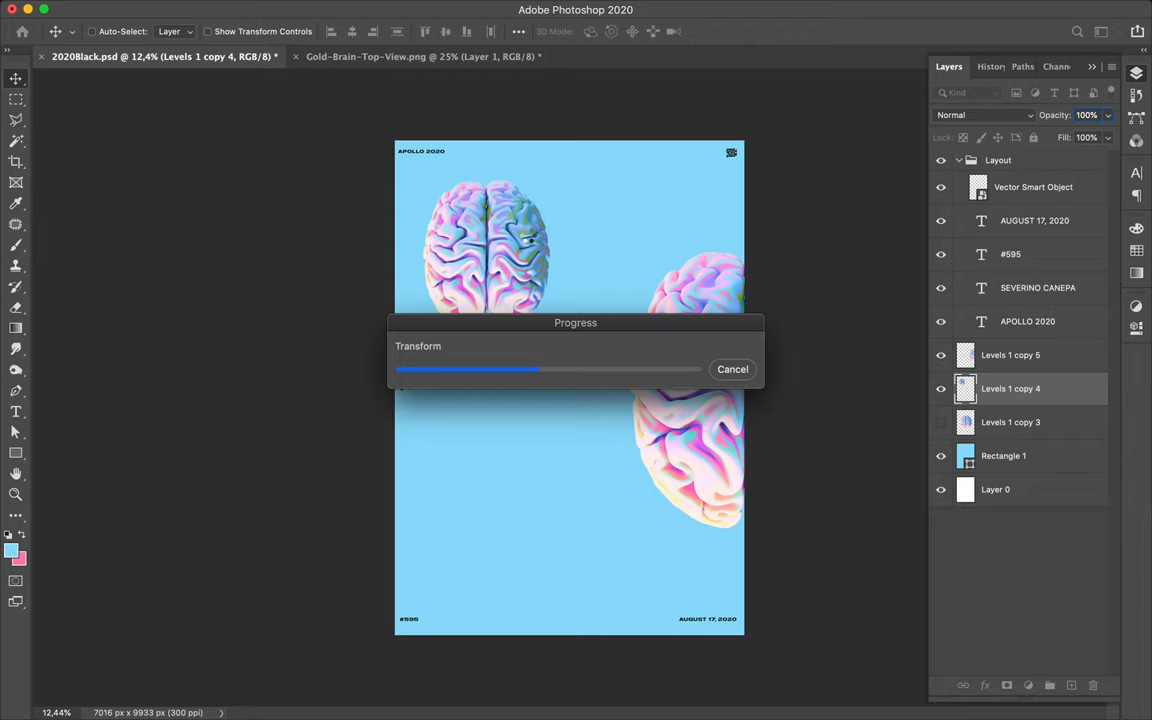 Adobe Photoshop 2020
Auto-Select: Layer Show Transform Controls 3D Mode:
2020Black.psd @ 12,4% (Levels 1 copy 4, RGB/8) * Gold-Brain-Top-View.png @ 25% (Layer 1, RGB/8) *
Layers History Paths Chann
Kind
Normal Opacity: 100%
Lock: Fill: 100%
Layout
Vector Smart Object
AUGUST 17, 2020
#595
SEVERINO CANEPA
APOLLO 2020
Levels 1 copy 5
Levels 1 copy 4
Levels 1 copy 3
Rectangle 1
Layer 0
fx
APOLLO 2020
Progress
Transform
Cancel
#595 AUGUST 17, 2020
12,44% 7016 px x 9933 px (300 ppi)